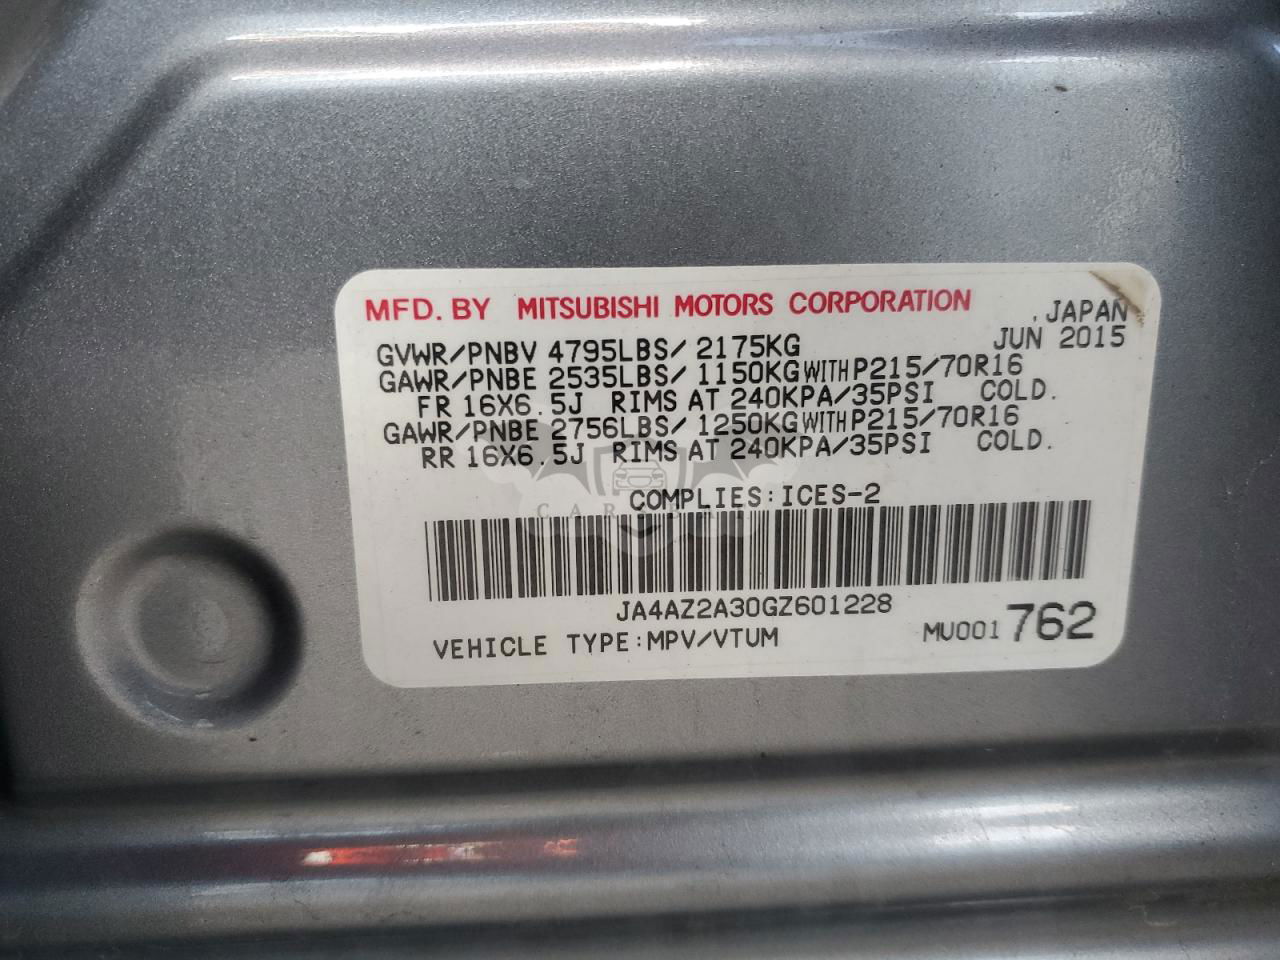 MFD. BY MITSUBISHI MOTORS CORPORATION
, JAPAN
JUN 2015
GVWR/PNBV 4795LBS/ 2175KG
GAWR/PNBE 2535LBS/ 1150KG WITH P215/70R16
FR 16X6.5J RIMS AT 240KPA/35PSI COLD.
GAWR/PNBE 2756LBS/ 1250KG WITH P215/70R16
RR 16X6.5J RIMS AT 240KPA/35PSI COLD.
COMPLIES:ICES-2
JA4AZ2A30GZ601228
VEHICLE TYPE:MPV/VTUM
MU001 762